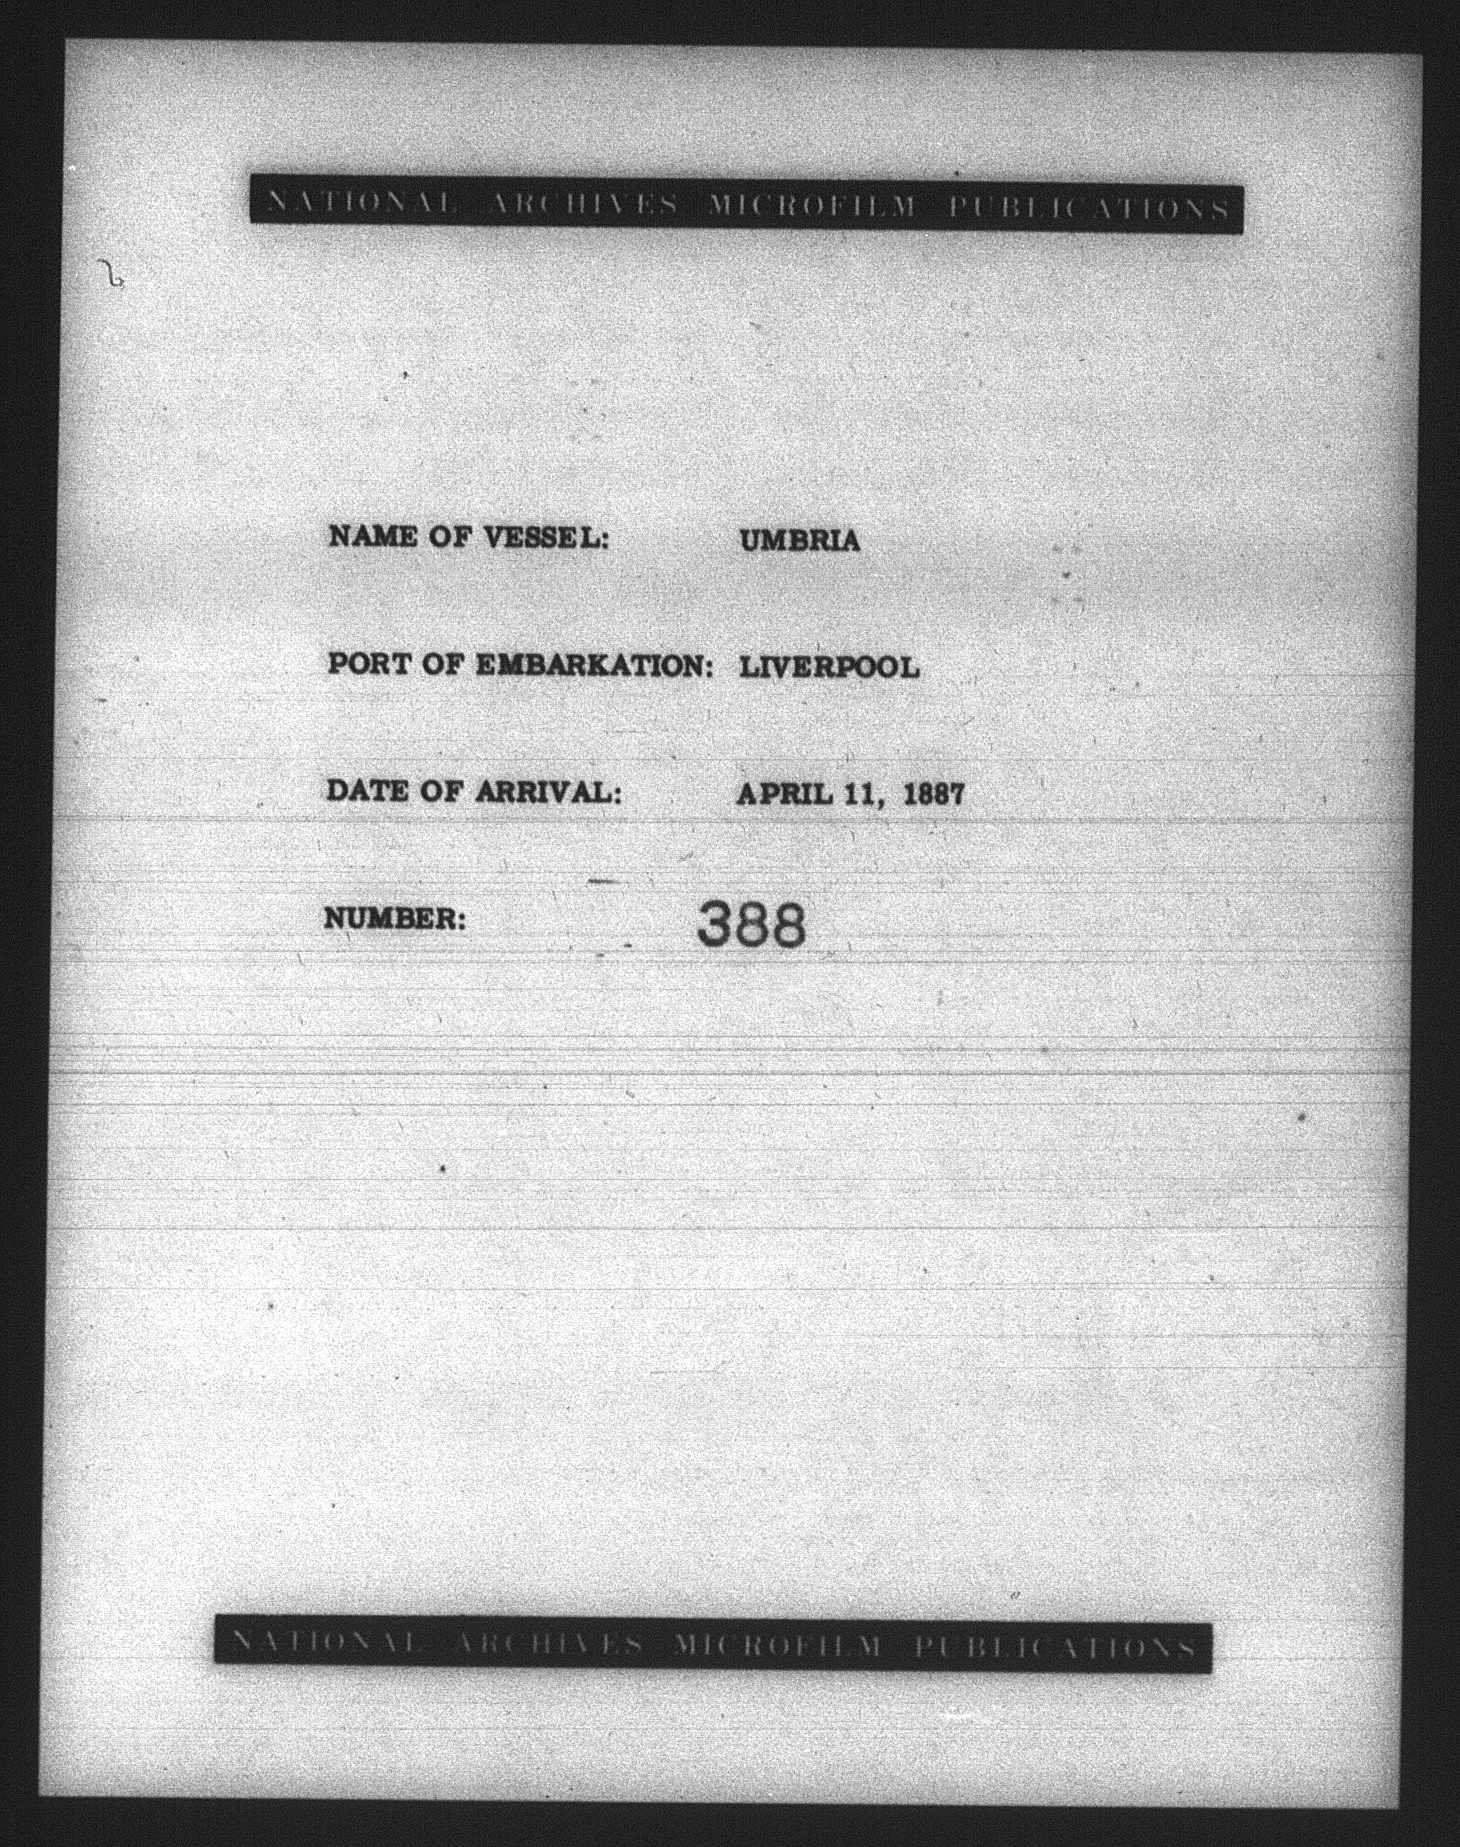 NATIONAL ARCHIVES MICROFILM PUBLICATIONS
NAME OF VESSEL: UMBRIA
PORT OF EMBARKATION: LIVERPOOL
DATE OF ARRIVAL: APRIL 11, 1887
NUMBER: 388
NATIONAL ARCHIVES MICROFILM PUBLICATIONS